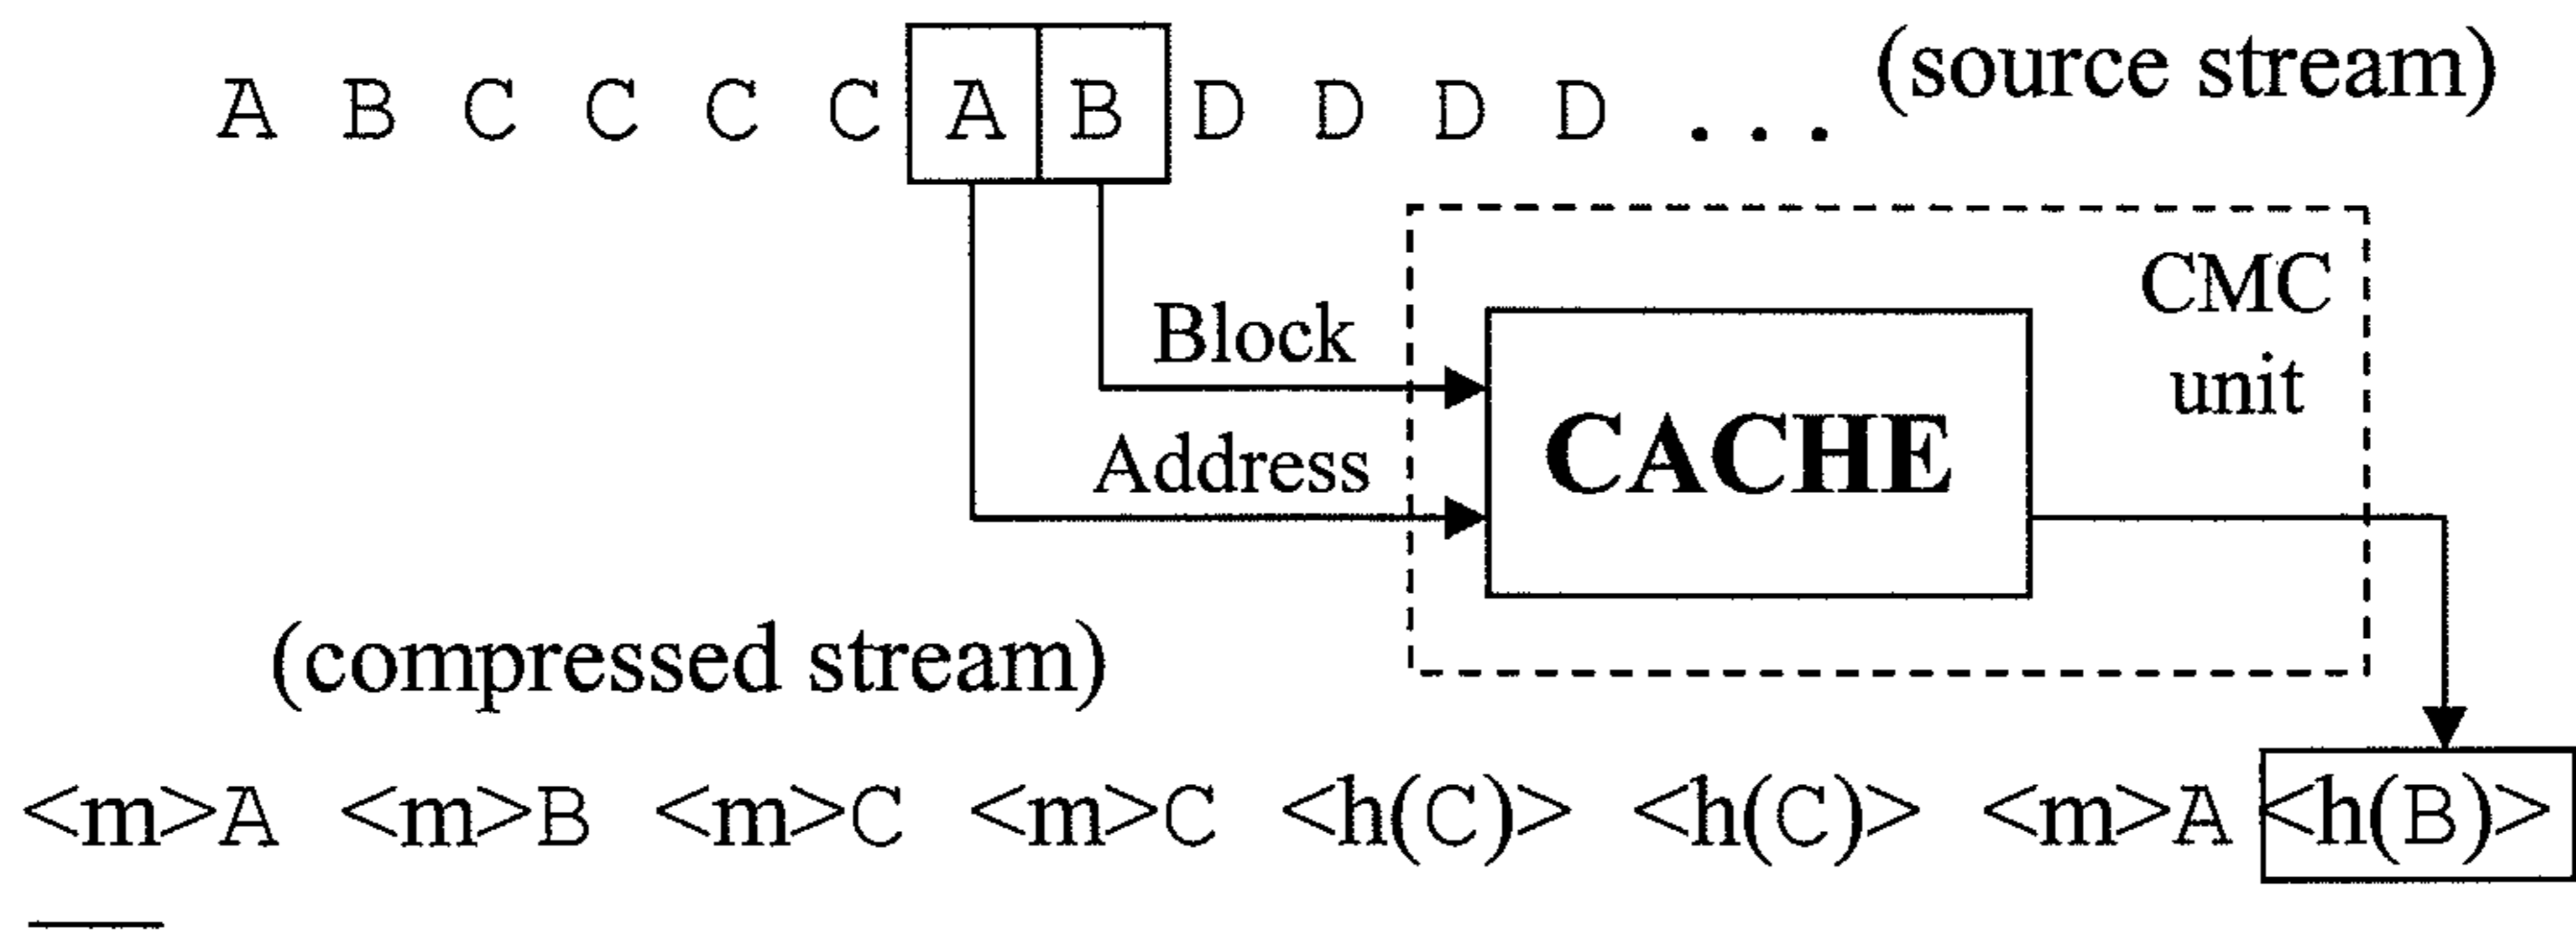 A B C C C C A B D D D D ... (source stream)
CMC
unit
Block
CACHE
Address
(compressed stream)
<m>A <m>B <m>C <m>C <h(C)> <h(C)> <m>A <h(B)>